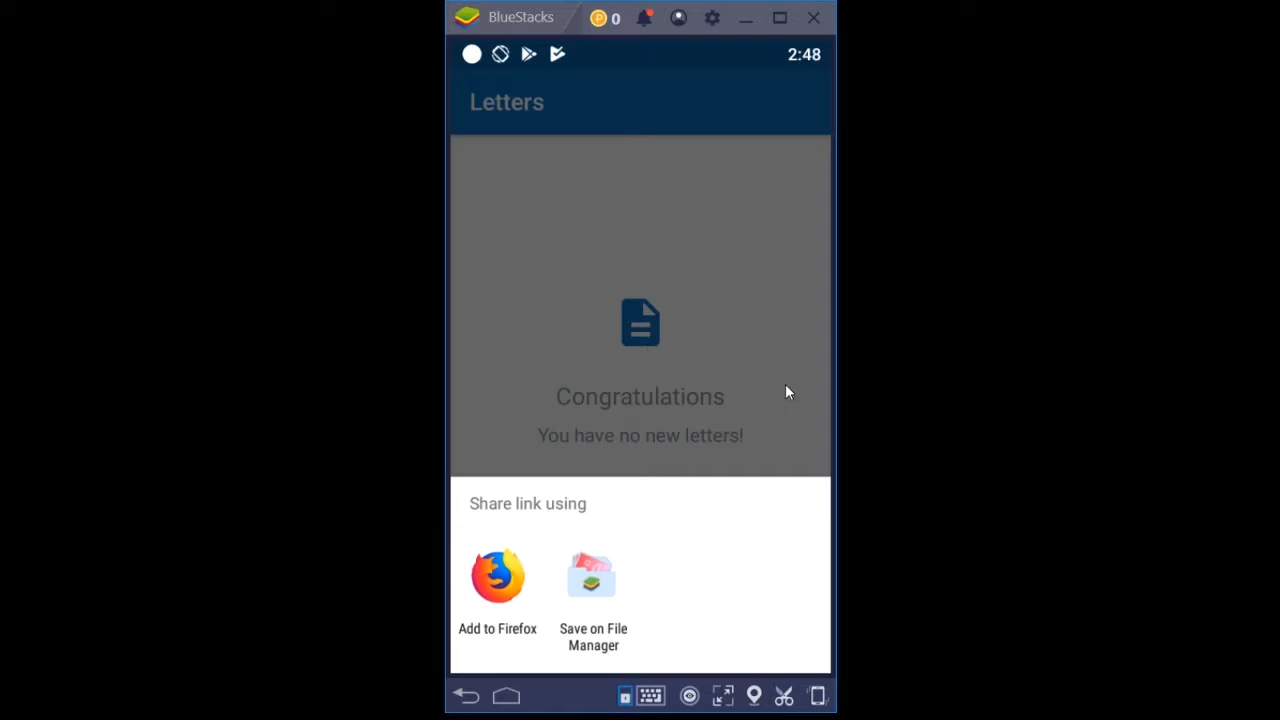 BlueStacks
0
2:48
Letters
Congratulations
You have no new letters!
Share link using
Add to Firefox
Save on File
Manager